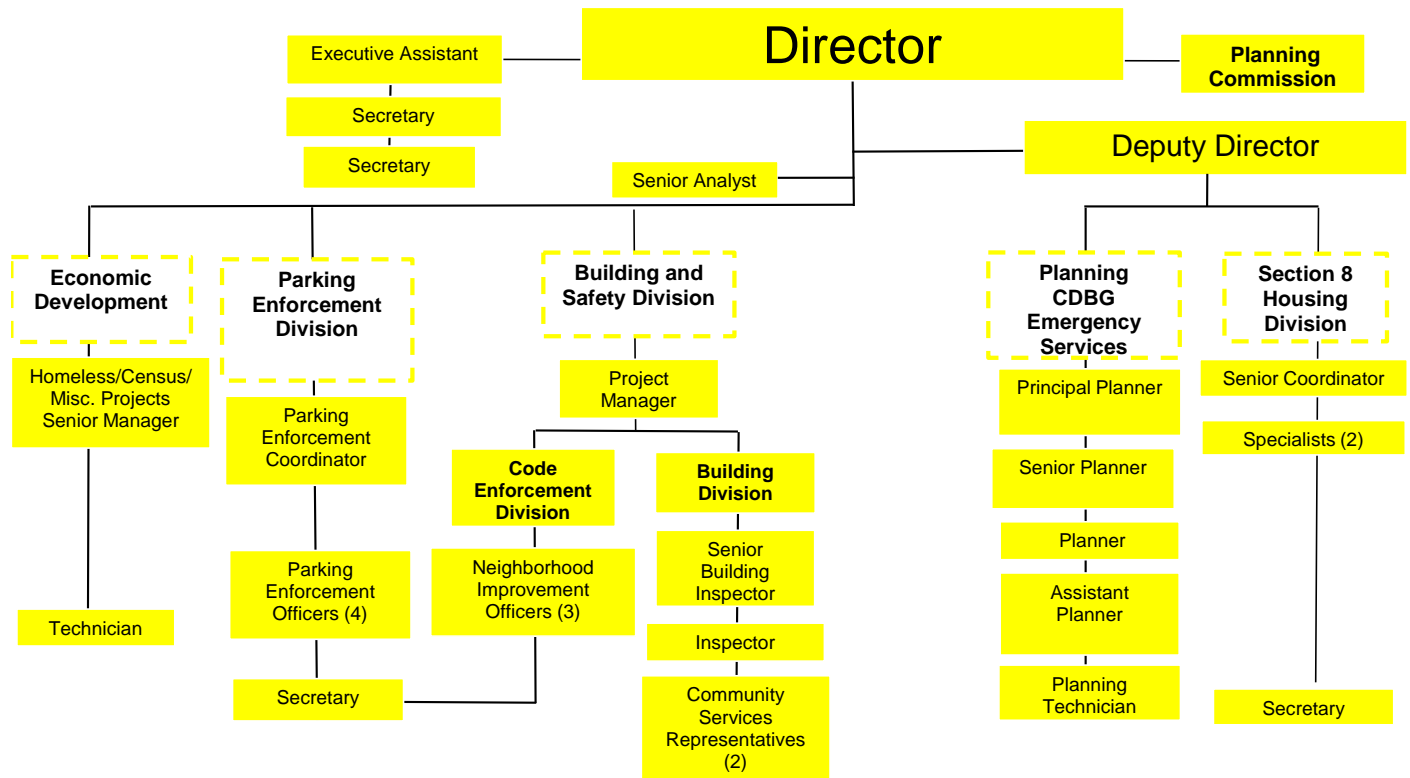 Director
Executive Assistant
Planning
Commission
Secretary
Secretary
Deputy Director
Senior Analyst
Economic
Development
Homeless/Census/
Misc. Projects
Senior Manager
Technician
Parking
Enforcement
Division
Parking
Enforcement
Coordinator
Parking
Enforcement
Officers (4)
Secretary
Building and
Safety Division
Project
Manager
Code
Enforcement
Division
Neighborhood
Improvement
Officers (3)
Building
Division
Senior
Building
Inspector
Inspector
Community
Services
Representatives
(2)
Planning
CDBG
Emergency
Services
Principal Planner
Senior Planner
Planner
Assistant
Planner
Planning
Technician
Section 8
Housing
Division
Senior Coordinator
Specialists (2)
Secretary